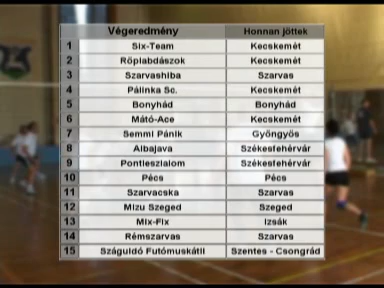 Végeredmény Honnan jöttek
1 Six-Team Kecskemét
2 Röplabdászok Kecskemét
3 Szarvashiba Szarvas
4 Pálinka Sc. Kecskemét
5 Bonyhád Bonyhád
6 Mátó-Ace Kecskemét
7 Semmi Pánik Gyöngyös
8 Albajava Székesfehérvár
9 Pontieszlalom Székesfehérvár
10 Pécs Pécs
11 Szarvacska Szarvas
12 Mizu Szeged Szeged
13 Mix-Fix Izsák
14 Rémszarvas Szarvas
15 Száguldó Futómuskátli Szentes - Csongrád